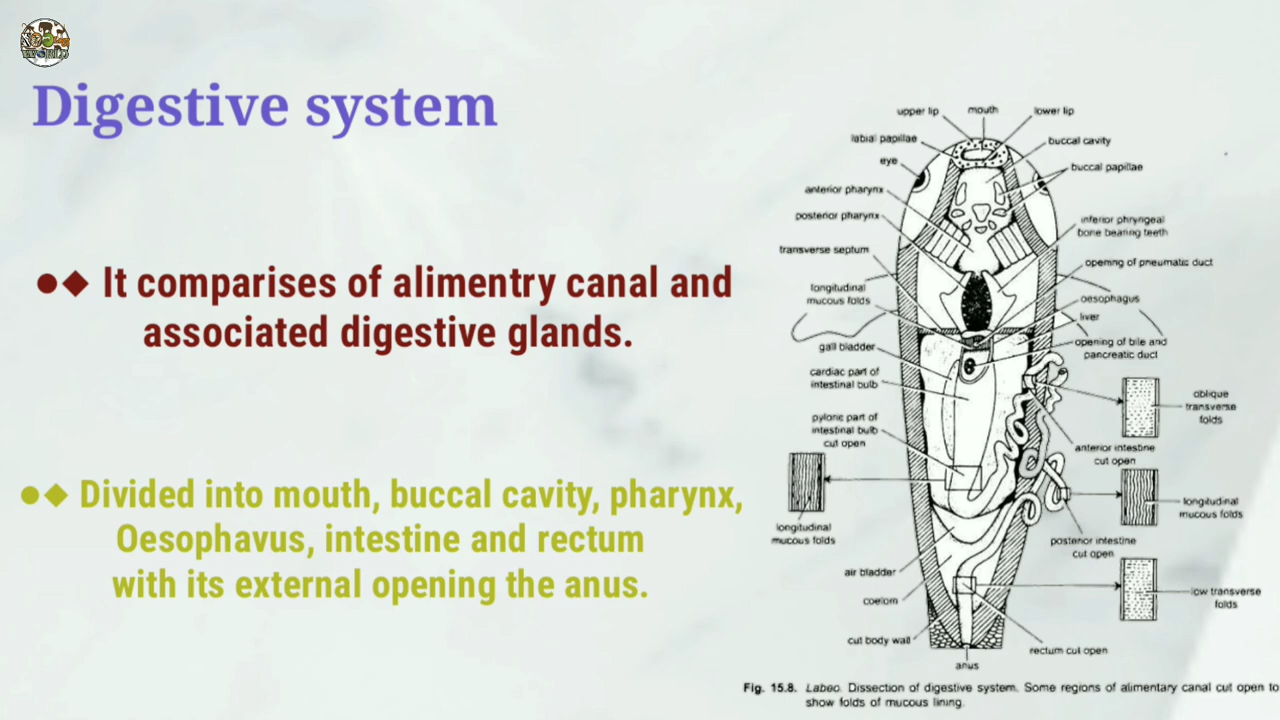 WORLD
Digestive system
●◆ It comparises of alimentry canal and
associated digestive glands.
●◆ Divided into mouth, buccal cavity, pharynx,
Oesophavus, intestine and rectum
with its external opening the anus.
upper lip
mouth
lower lip
labial papillae
buccal cavity
eye
buccal papillae
anterior pharynx
posterior pharynx
inferior phryngeal
bone bearing teeth
transverse septum
opening of pneumatic duct
longitudinal
mucous folds
oesophagus
liver
gall bladder
opening of bile and
pancreatic duct
cardiac part of
intestinal bulb
oblique
transverse
folds
pyloric part of
intestinal bulb
cut open
anterior intestine
cut open
longitudinal
mucous folds
longitudinal
mucous folds
posterior intestine
cut open
air bladder
coelom
low transverse
folds
cut body wall
rectum cut open
anus
Fig. 15.8. Labeo. Dissection of digestive system. Some regions of alimentary canal cut open to
show folds of mucous lining.